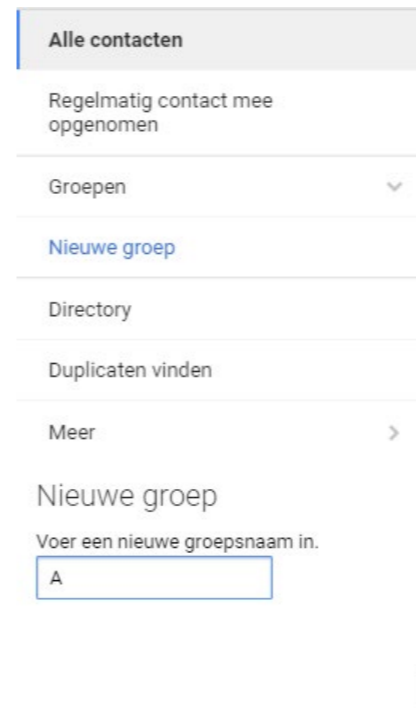 Alle contacten
Regelmatig contact mee
opgenomen
Groepen
Nieuwe groep
Directory
Duplicaten vinden
Meer
Nieuwe groep
Voer een nieuwe groepsnaam in.
A